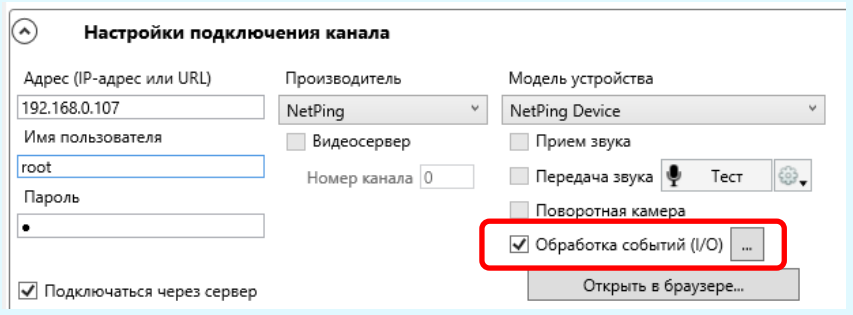 Настройки подключения канала
Адрес (IP-адрес или URL) Производитель Модель устройства
192.168.0.107 NetPing NetPing Device
Имя пользователя Видеосервер Прием звука
root Номер канала 0 Передача звука Тест
Пароль Поворотная камера
● Обработка событий (I/O) ...
Подключаться через сервер Открыть в браузере...